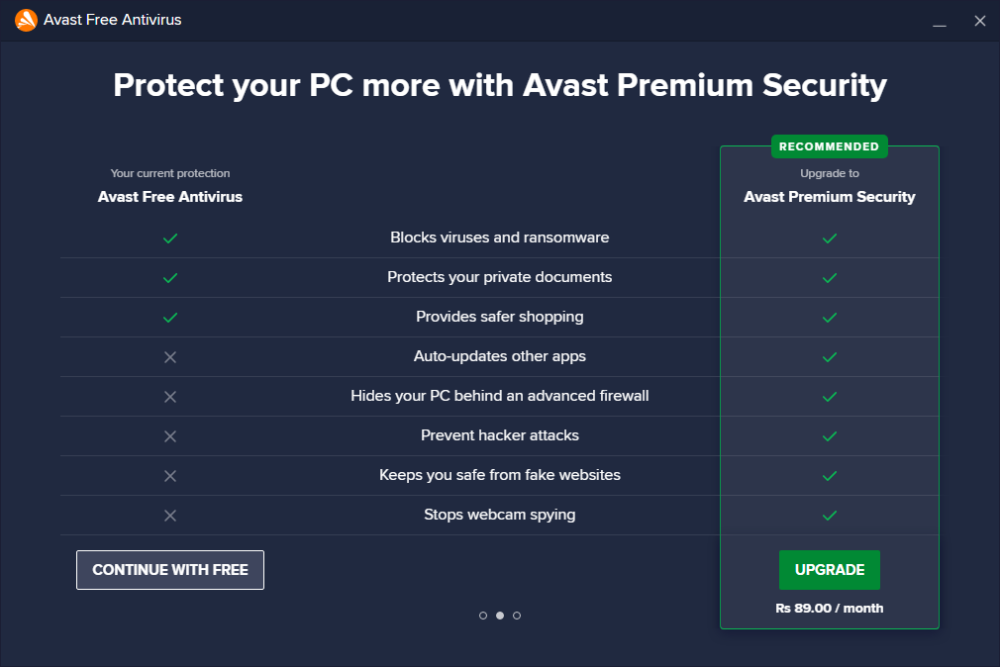 Avast Free Antivirus
Protect your PC more with Avast Premium Security
RECOMMENDED
Your current protection
Avast Free Antivirus
Upgrade to
Avast Premium Security
Blocks viruses and ransomware
Protects your private documents
Provides safer shopping
Auto-updates other apps
Hides your PC behind an advanced firewall
Prevent hacker attacks
Keeps you safe from fake websites
Stops webcam spying
CONTINUE WITH FREE
UPGRADE
Rs 89.00 / month